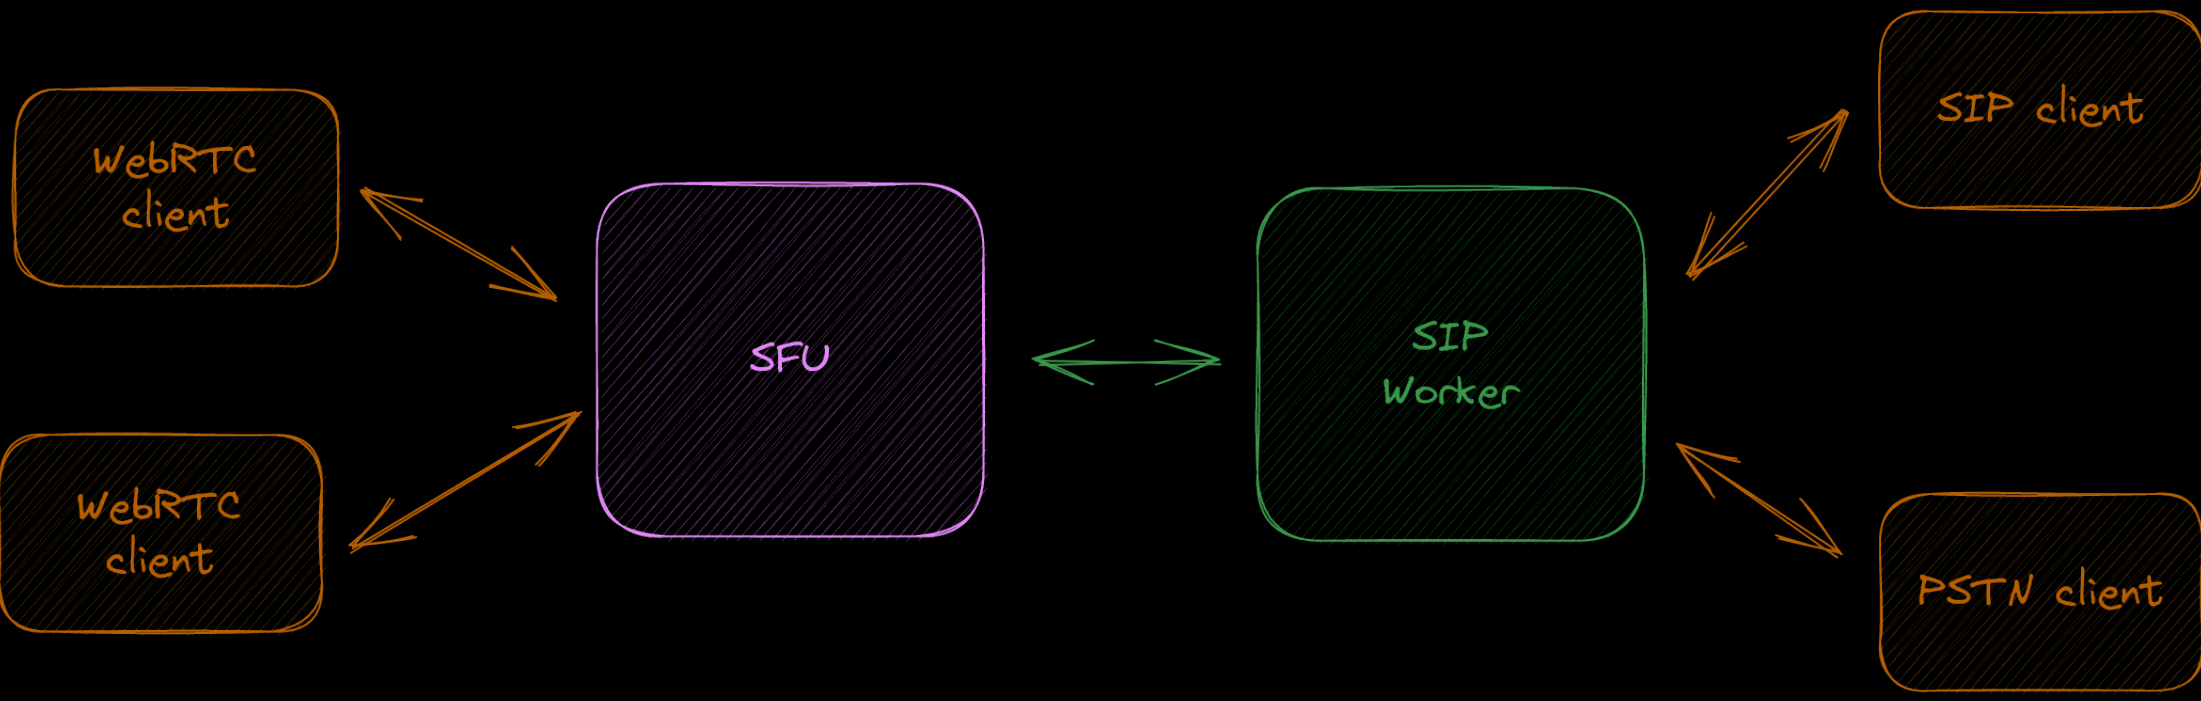 WebRTC
client
WebRTC
client
SFU
SIP
Worker
SIP client
PSTN client